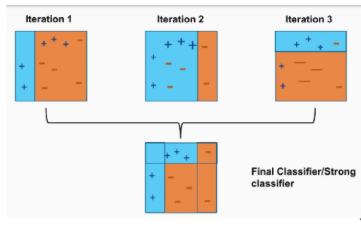 Iteration 1
Iteration 2
Iteration 3
Final Classifier/Strong
classifier